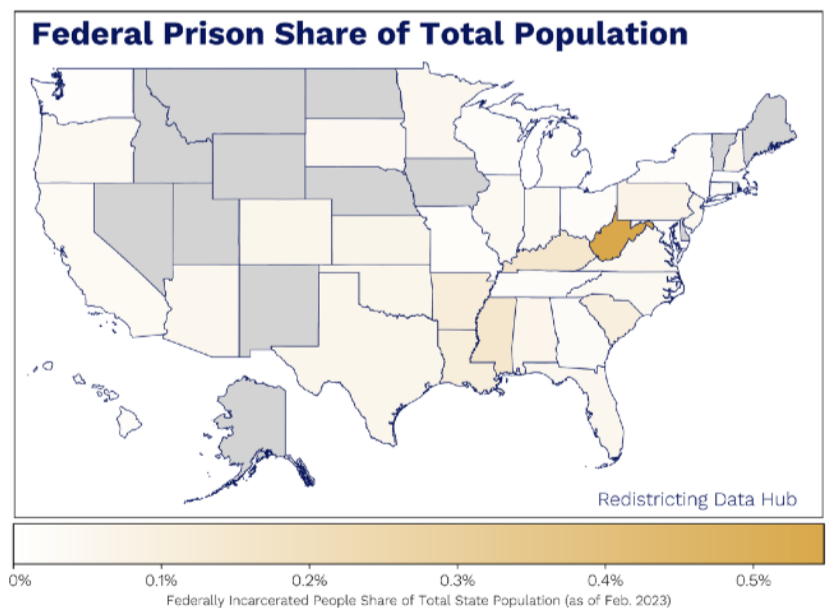 Federal Prison Share of Total Population
Redistricting Data Hub
0% 0.1% 0.2% 0.3% 0.4% 0.5%
Federally Incarcerated People Share of Total State Population (as of Feb. 2023)